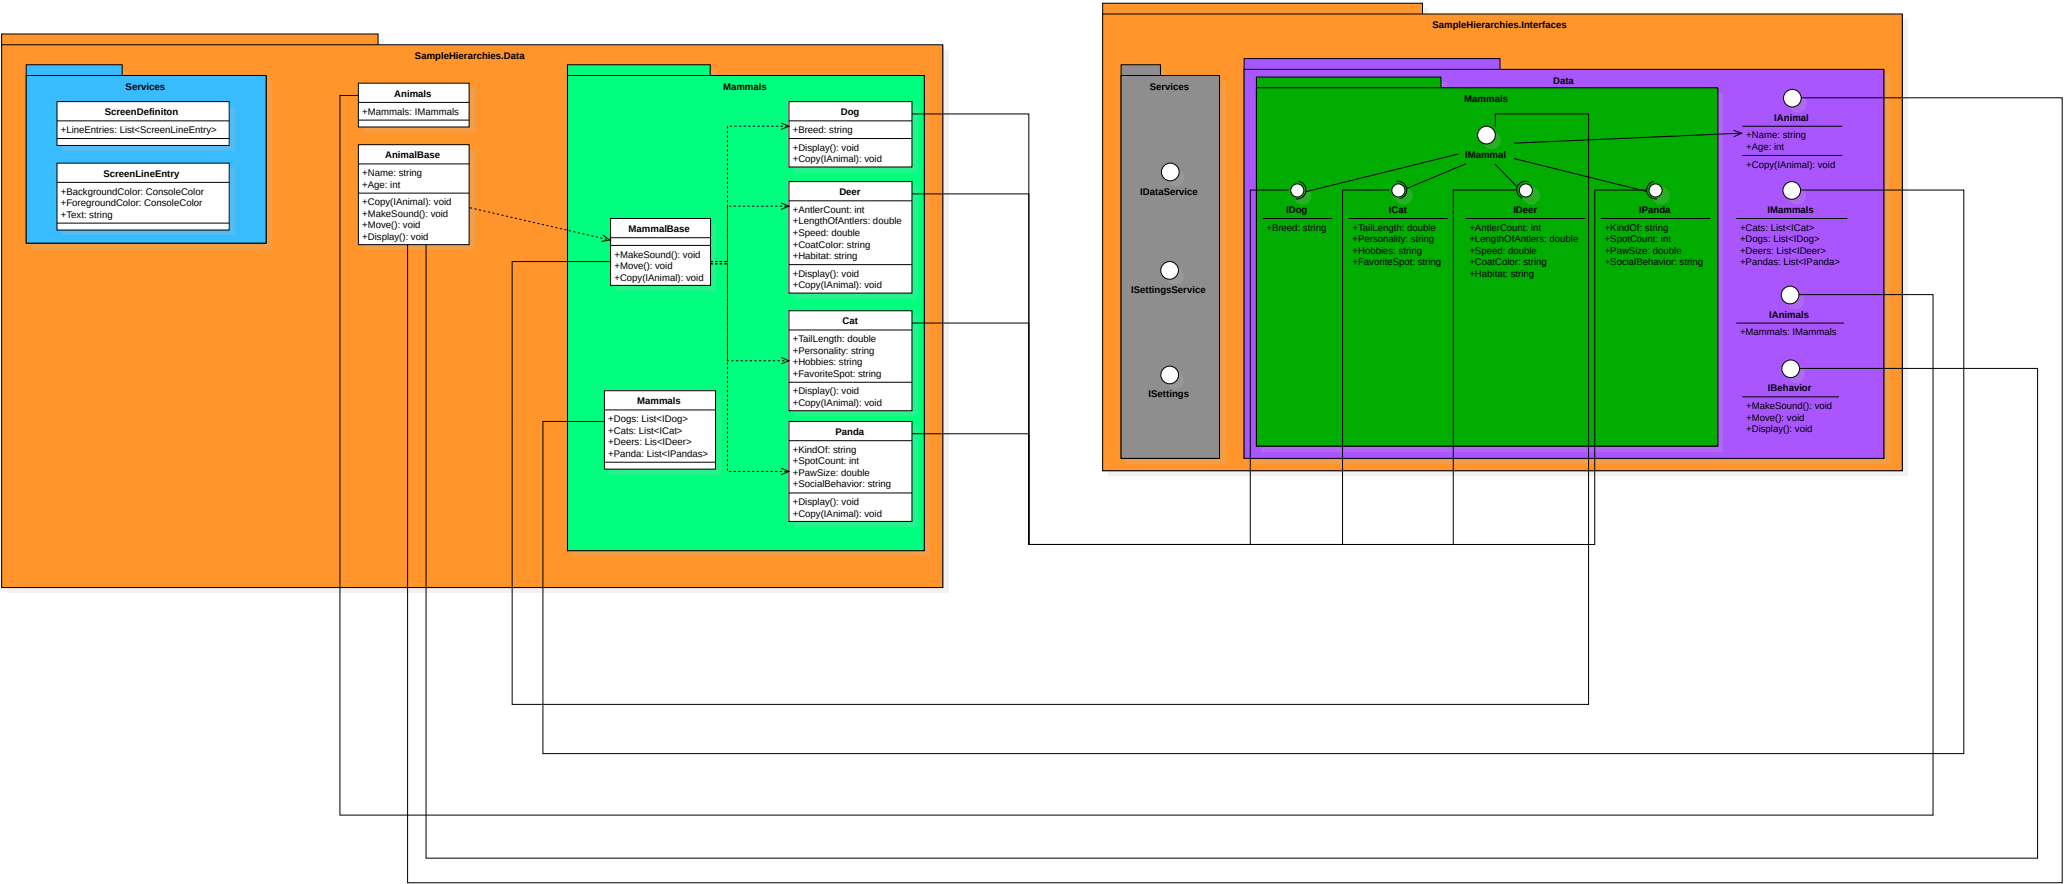 SampleHierarchies.Data
Services
ScreenDefiniton
+LineEntries: List<ScreenLineEntry>
ScreenLineEntry
+BackgroundColor: ConsoleColor
+ForegroundColor: ConsoleColor
+Text: string
Animals
+Mammals: IMammals
AnimalBase
+Name: string
+Age: int
+Copy(IAnimal): void
+MakeSound(): void
+Move(): void
+Display(): void
Mammals
MammalBase
+MakeSound(): void
+Move(): void
+Copy(IAnimal): void
Mammals
+Dogs: List<IDog>
+Cats: List<ICat>
+Deers: Lis<IDeer>
+Panda: List<IPandas>
Dog
+Breed: string
+Display(): void
+Copy(IAnimal): void
Deer
+AntlerCount: int
+LengthOfAntlers: double
+Speed: double
+CoatColor: string
+Habitat: string
+Display(): void
+Copy(IAnimal): void
Cat
+TailLength: double
+Personality: string
+Hobbies: string
+FavoriteSpot: string
+Display(): void
+Copy(IAnimal): void
Panda
+KindOf: string
+SpotCount: int
+PawSize: double
+SocialBehavior: string
+Display(): void
+Copy(IAnimal): void
SampleHierarchies.Interfaces
Services
IDataService
ISettingsService
ISettings
Data
Mammals
IMammal
IDog
+Breed: string
ICat
+TailLength: double
+Personality: string
+Hobbies: string
+FavoriteSpot: string
IDeer
+AntlerCount: int
+LengthOfAntlers: double
+Speed: double
+CoatColor: string
+Habitat: string
IPanda
+KindOf: string
+SpotCount: int
+PawSize: double
+SocialBehavior: string
IAnimal
+Name: string
+Age: int
+Copy(IAnimal): void
IMammals
+Cats: List<ICat>
+Dogs: List<IDog>
+Deers: List<IDeer>
+Pandas: List<IPanda>
IAnimals
+Mammals: IMammals
IBehavior
+MakeSound(): void
+Move(): void
+Display(): void